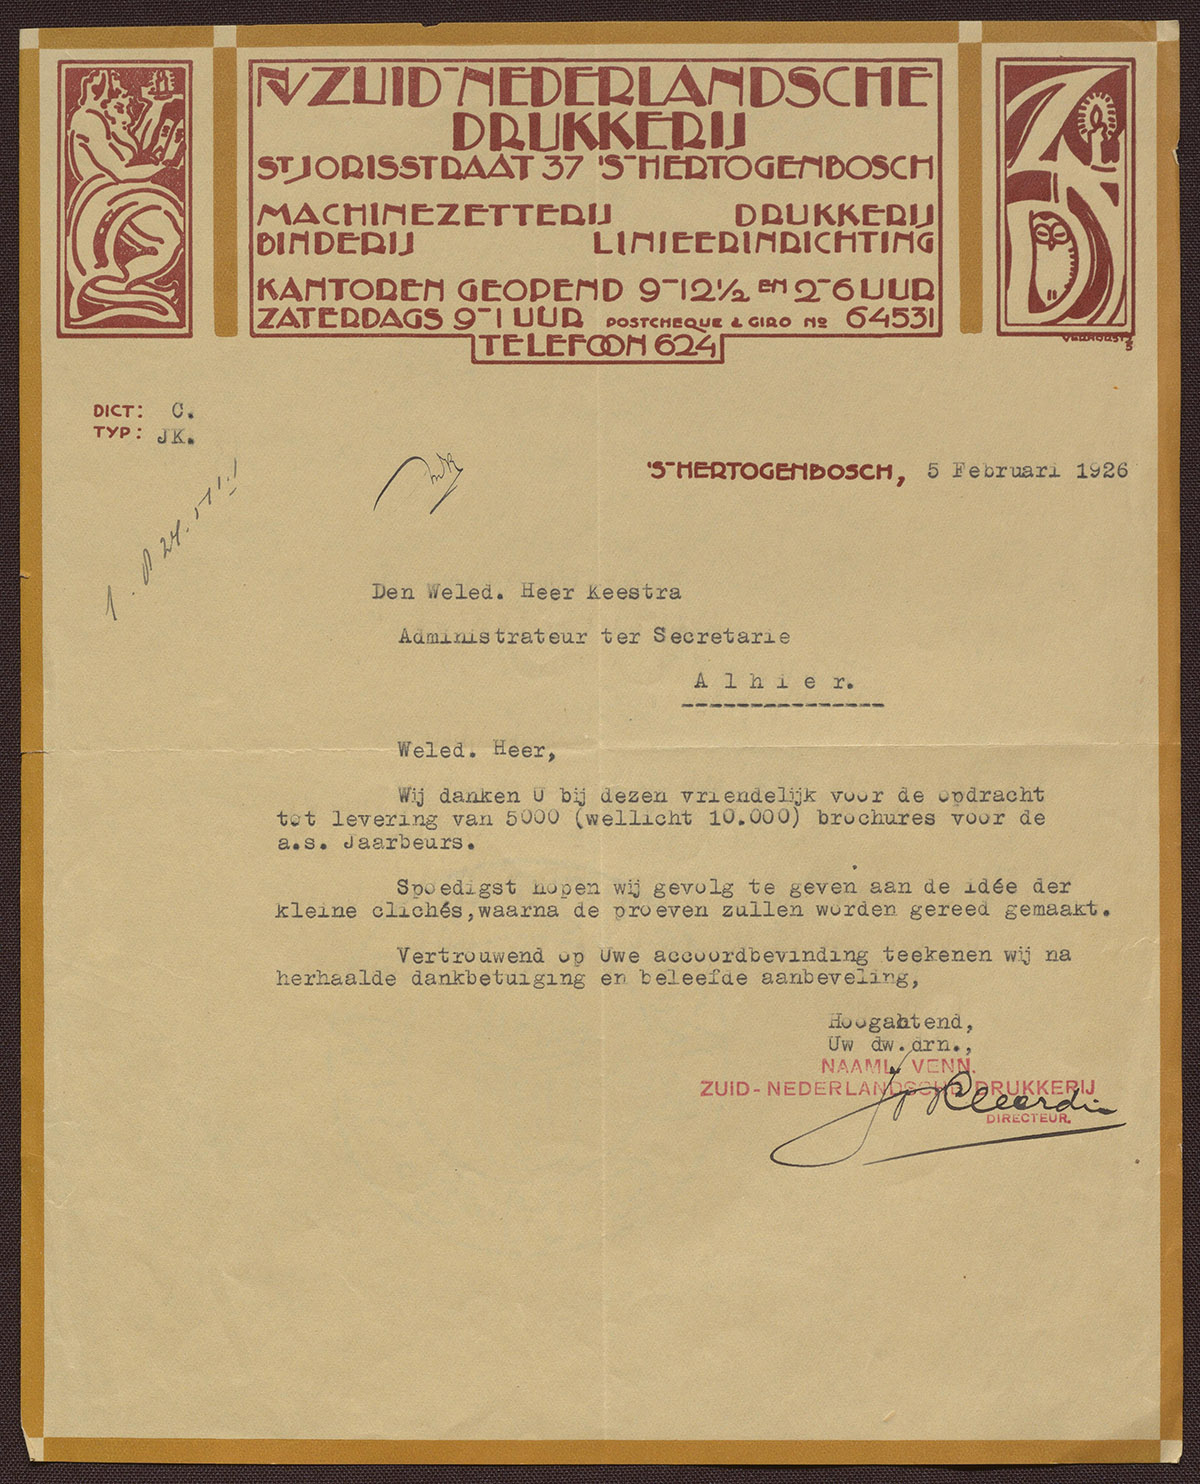 NV ZUID-NEDERLANDSCHE
DRUKKERIJ
ST JORISSTRAAT 37 'S-HERTOGENBOSCH
MACHINEZETTERIJ DRUKKERIJ
BINDERIJ LINIEERINRICHTING
KANTOREN GEOPEND 9-12½ EN 2-6 UUR
ZATERDAGS 9-1 UUR POSTCHEQUE & GIRO No 64531
TELEFOON 624
DICT: C.
TYP: JK.
'S-HERTOGENBOSCH, 5 Februari 1926
Den Weled. Heer Keestra
Administrateur ter Secretarie
Alhier.
Weled. Heer,
Wij danken U bij dezen vriendelijk voor de opdracht
tot levering van 5000 (wellicht 10.000) brochures voor de
a.s. Jaarbeurs.
Spoedigst hopen wij gevolg te geven aan de idée der
kleine clichés,waarna de proeven zullen worden gereed gemaakt.
Vertrouwend op Uwe accoordbevinding teekenen wij na
herhaalde dankbetuiging en beleefde aanbeveling,
Hoogahtend,
Uw dw.drn.,
NAAML. VENN.
ZUID-NEDERLANDSCHE DRUKKERIJ
DIRECTEUR.